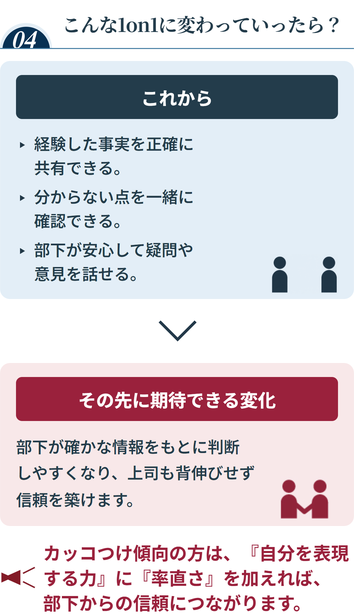 04
こんな1on1に変わっていったら？
これから
▸ 経験した事実を正確に
共有できる。
▸ 分からない点を一緒に
確認できる。
▸ 部下が安心して疑問や
意見を話せる。
その先に期待できる変化
部下が確かな情報をもとに判断
しやすくなり、上司も背伸びせず
信頼を築けます。
カッコつけ傾向の方は、『自分を表現
する力』に『率直さ』を加えれば、
部下からの信頼につながります。